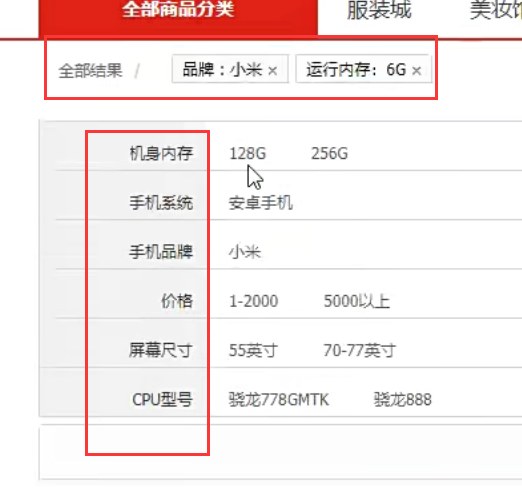 全部商品分类 服装城 美妆
全部结果 / 品牌：小米 × 运行内存：6G ×
机身内存 128G 256G
手机系统 安卓手机
手机品牌 小米
价格 1-2000 5000以上
屏幕尺寸 55英寸 70-77英寸
CPU型号 骁龙778GMTK 骁龙888